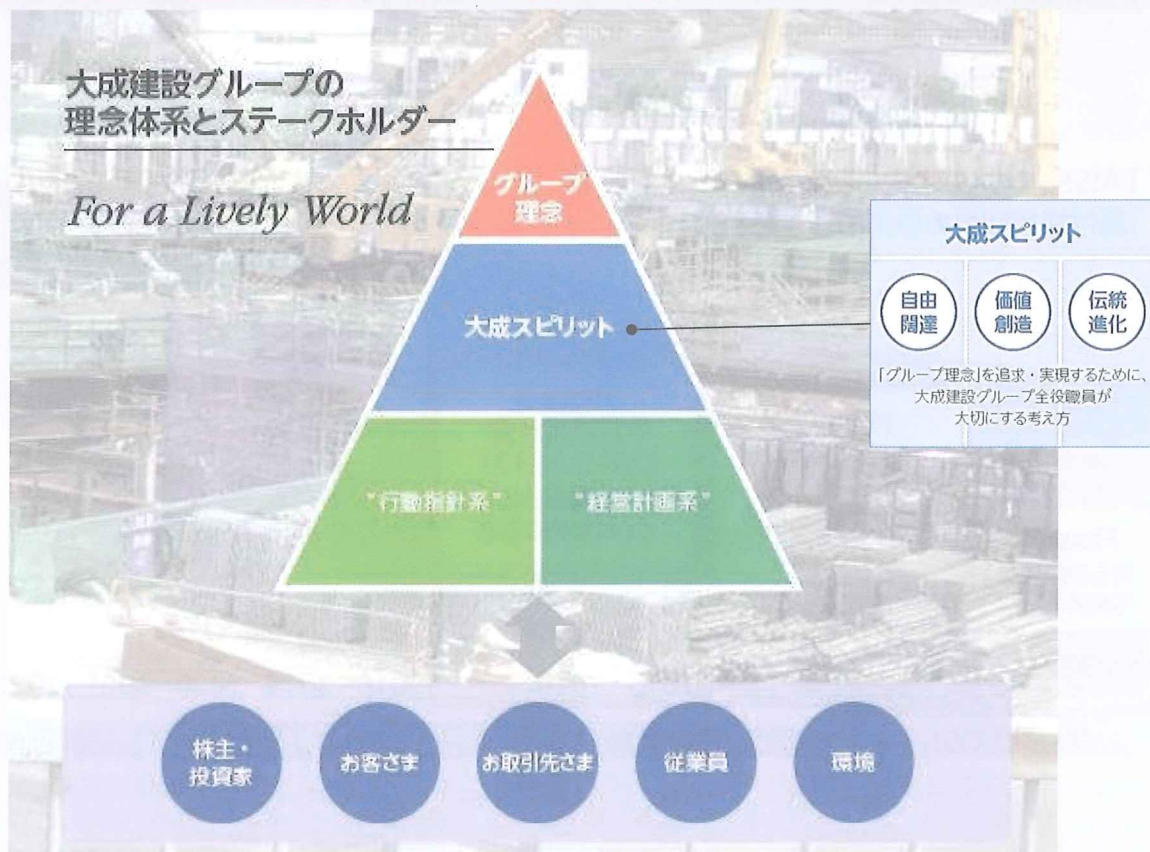 大成建設グループの
理念体系とステークホルダー
For a Lively World
グループ
理念
大成スピリット
"行動指針系"
"経営計画系"
大成スピリット
自由
闊達
価値
創造
伝統
進化
「グループ理念」を追求・実現するために、
大成建設グループ全役職員が
大切にする考え方
株主・
投資家
お客さま
お取引先さま
従業員
環境